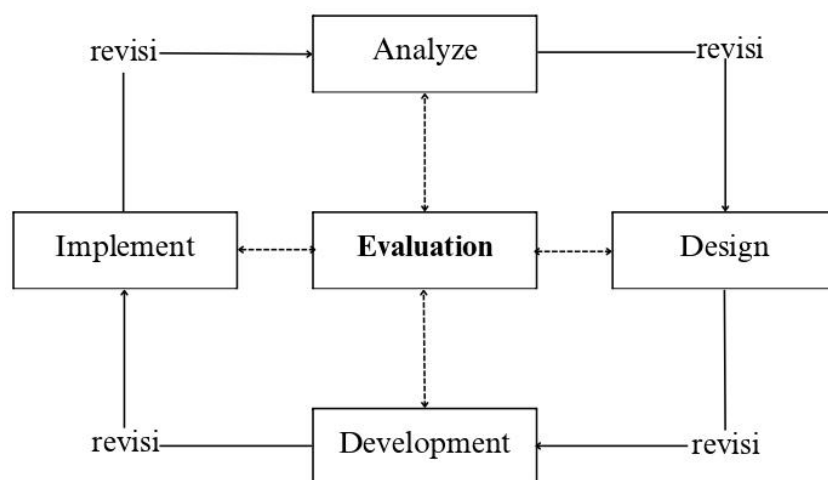 revisi
Analyze
revisi
Implement
Evaluation
Design
revisi
Development
revisi